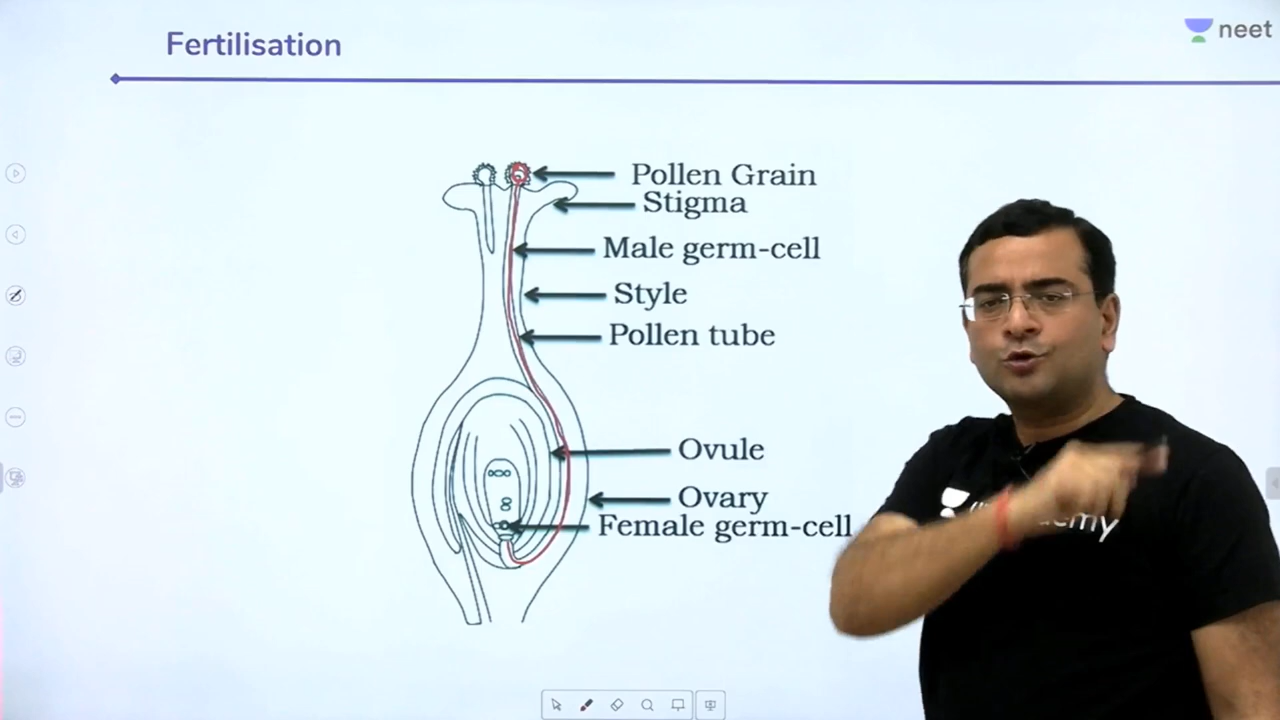 Fertilisation
neet
Pollen Grain
Stigma
Male germ-cell
Style
Pollen tube
Ovule
Ovary
Female germ-cell